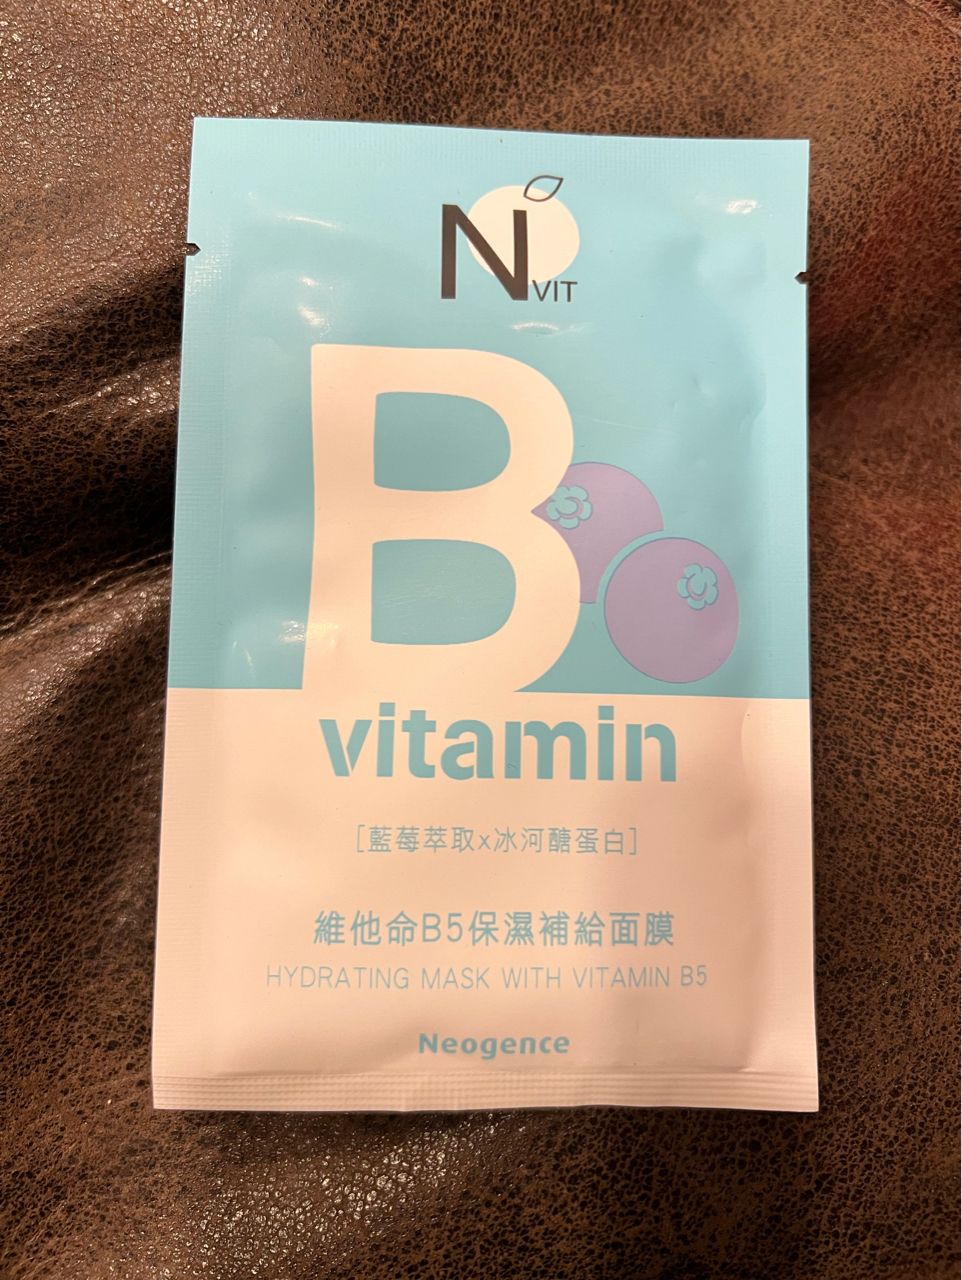 N VIT
B
vitamin
[藍莓萃取x冰河醣蛋白]
維他命B5保濕補給面膜
HYDRATING MASK WITH VITAMIN B5
Neogence